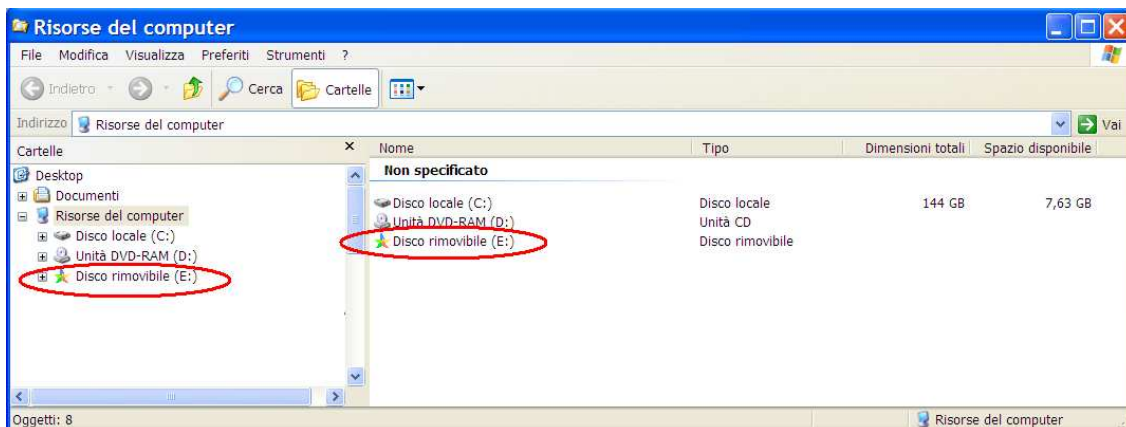 Risorse del computer
File Modifica Visualizza Preferiti Strumenti ?
Indietro Cerca Cartelle
Indirizzo Risorse del computer Vai
Cartelle
Desktop
Documenti
Risorse del computer
Disco locale (C:)
Unità DVD-RAM (D:)
Disco rimovibile (E:)
Nome Tipo Dimensioni totali Spazio disponibile
Non specificato
Disco locale (C:) Disco locale 144 GB 7,63 GB
Unità DVD-RAM (D:) Unità CD
Disco rimovibile (E:) Disco rimovibile
Oggetti: 8 Risorse del computer